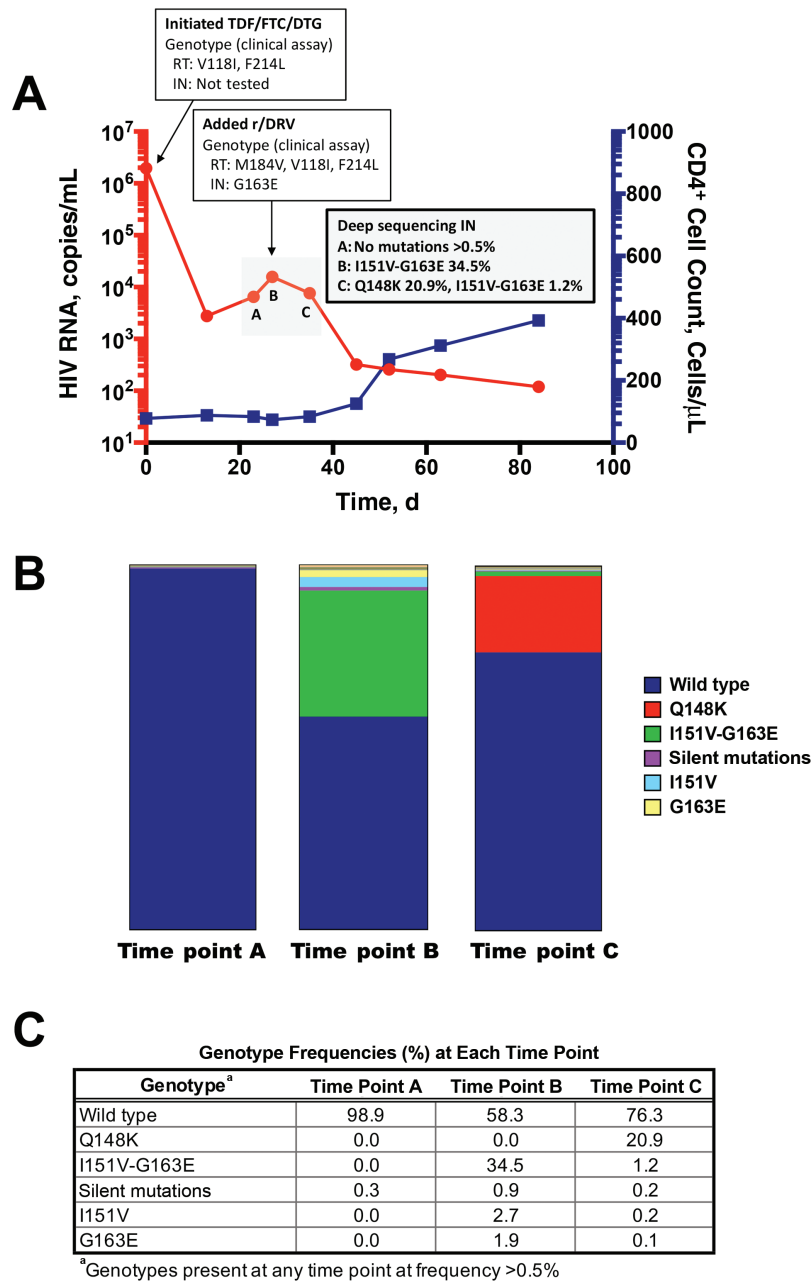 Initiated TDF/FTC/DTG
Genotype (clinical assay)
RT: V118I, F214L
IN: Not tested
A
Added r/DRV
Genotype (clinical assay)
RT: M184V, V118I, F214L
IN: G163E
Deep sequencing IN
A: No mutations >0.5%
B: I151V-G163E 34.5%
C: Q148K 20.9%, I151V-G163E 1.2%
HIV RNA, copies/mL
10⁷
10⁶
10⁵
10⁴
10³
10²
10¹
A
B
C
1000
800
600
400
200
0
CD4⁺ Cell Count, Cells/μL
0 20 40 60 80 100
Time, d
B
Time point A Time point B Time point C
Wild type
Q148K
I151V-G163E
Silent mutations
I151V
G163E
C
Genotype Frequencies (%) at Each Time Point
Genotypeᵃ Time Point A Time Point B Time Point C
Wild type 98.9 58.3 76.3
Q148K 0.0 0.0 20.9
I151V-G163E 0.0 34.5 1.2
Silent mutations 0.3 0.9 0.2
I151V 0.0 2.7 0.2
G163E 0.0 1.9 0.1
ᵃGenotypes present at any time point at frequency >0.5%